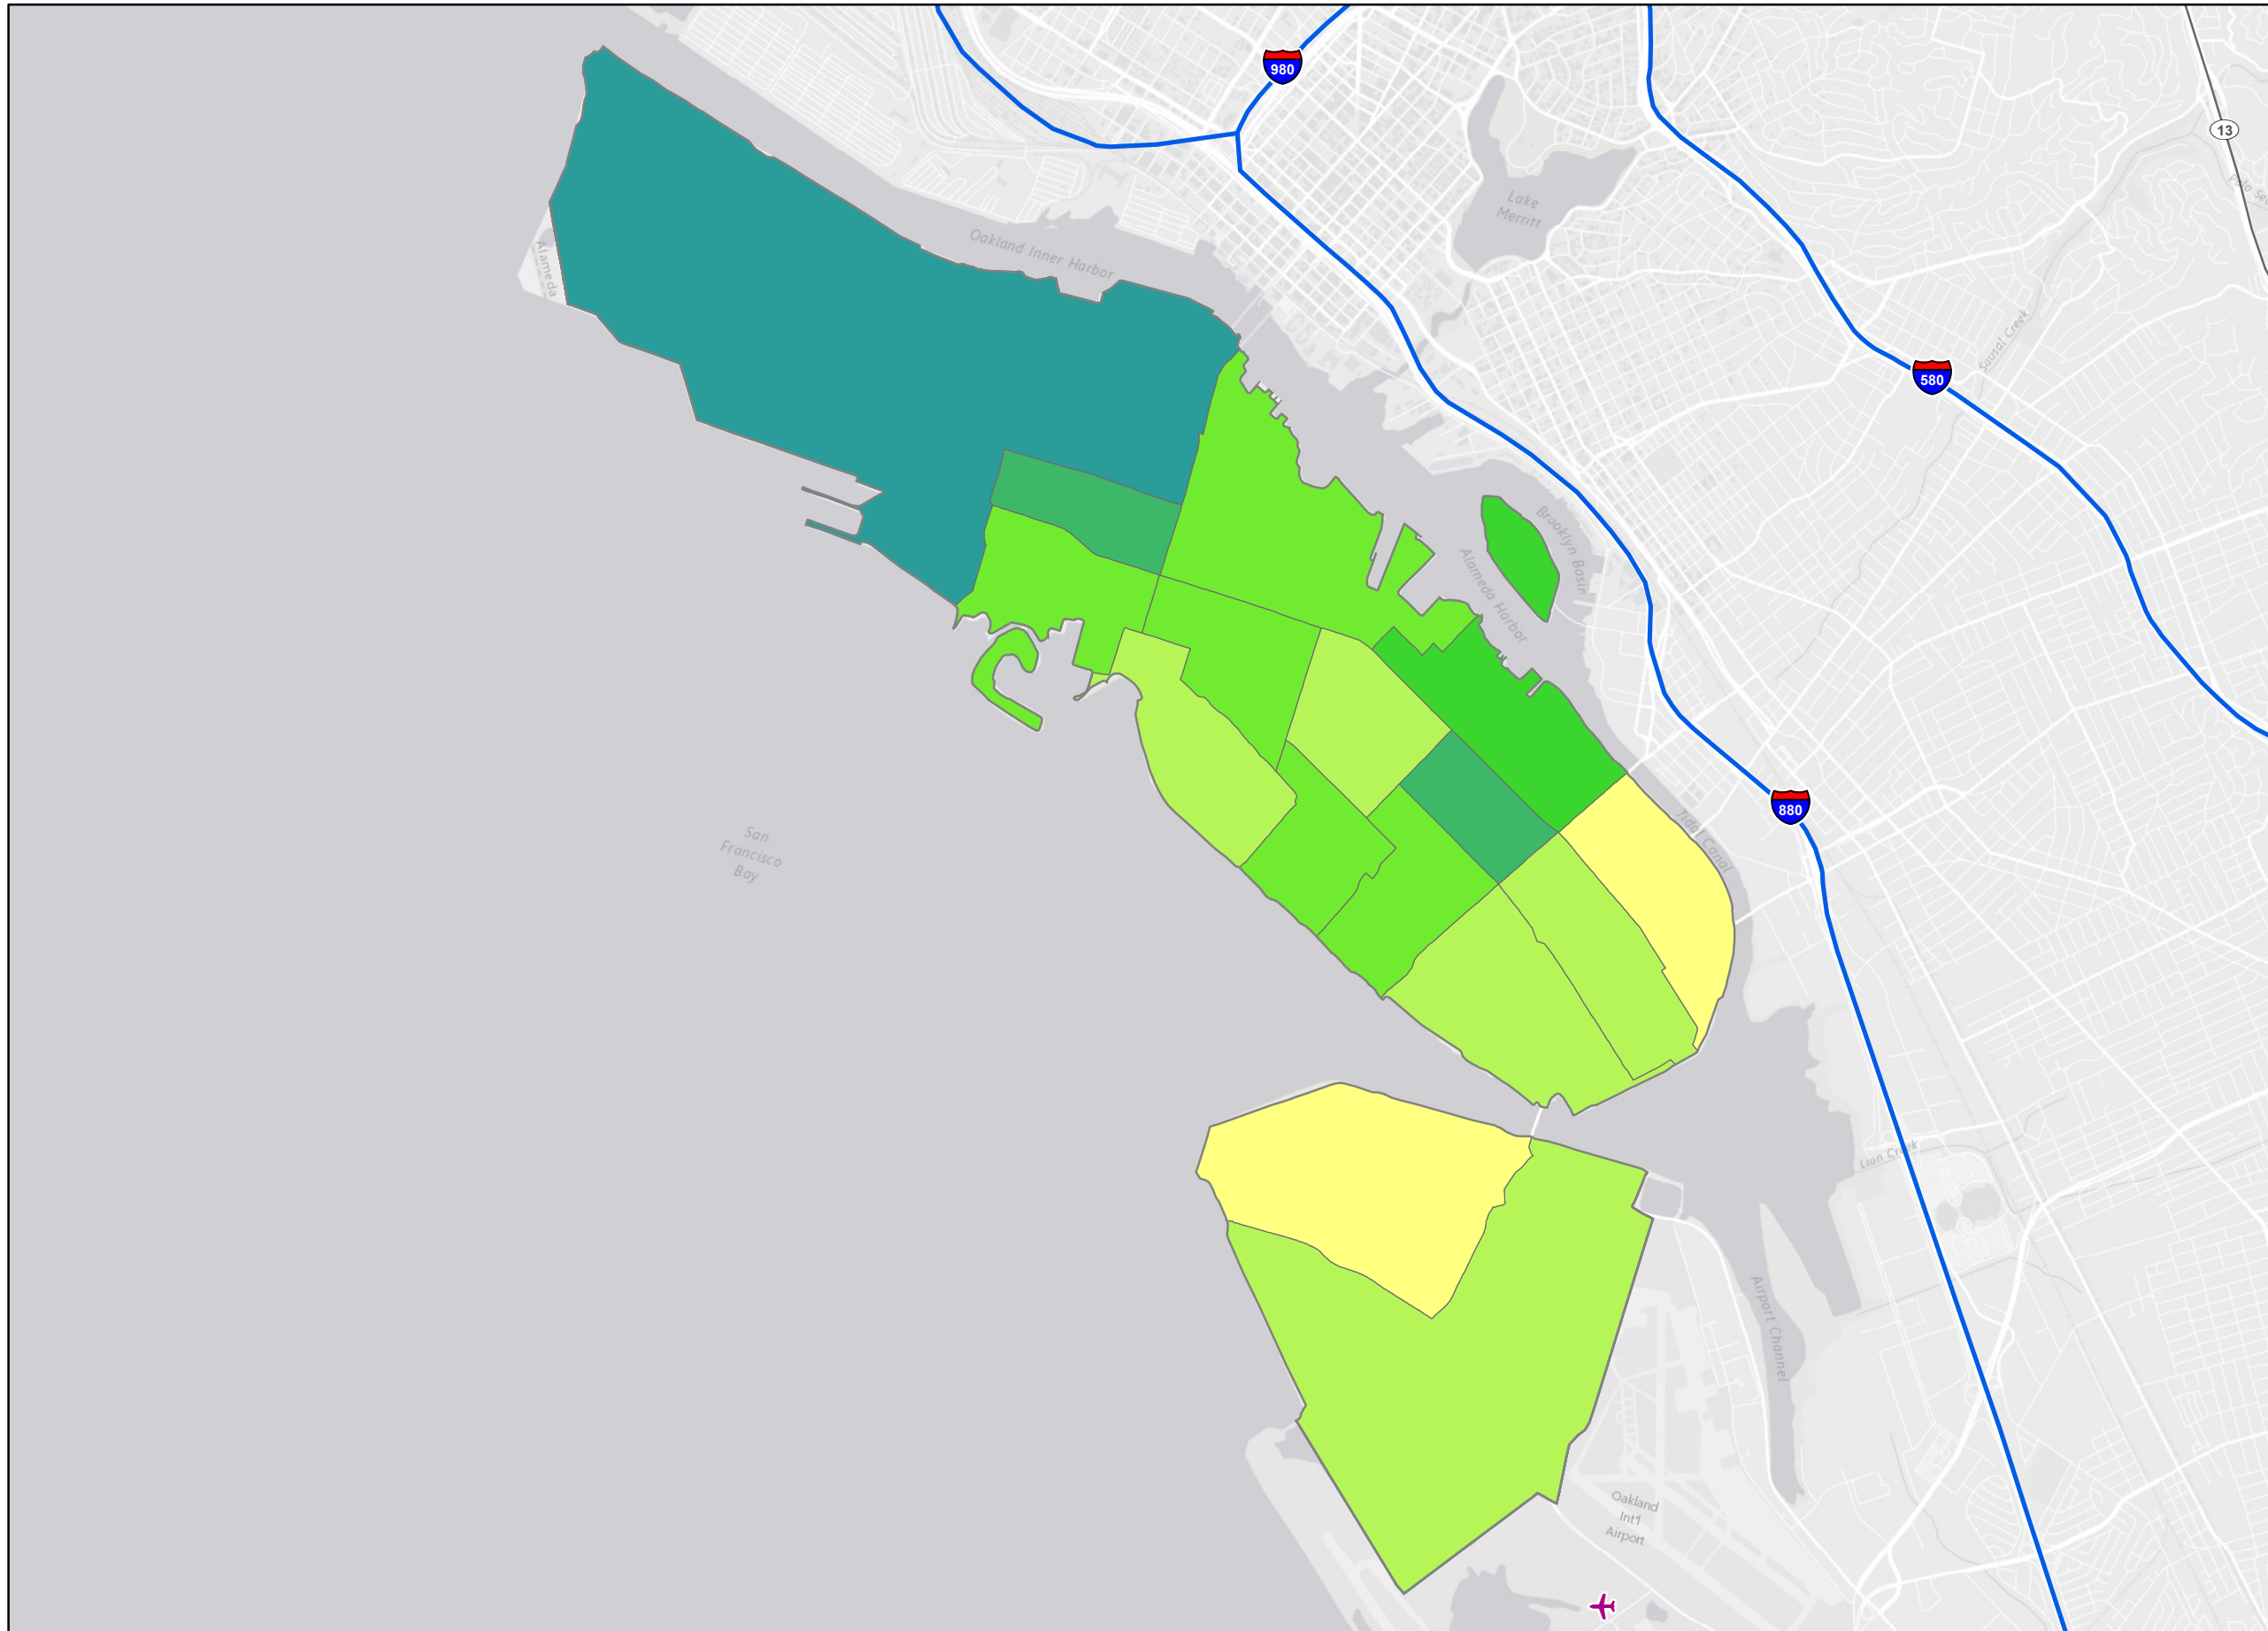 980
13
Lake
Merritt
Alameda
Oakland Inner Harbor
Sausal Creek
580
Brooklyn Basin
Alameda Harbor
880
Tidal Canal
San
Francisco
Bay
Lion Creek
Airport Channel
Oakland
Int'l
Airport